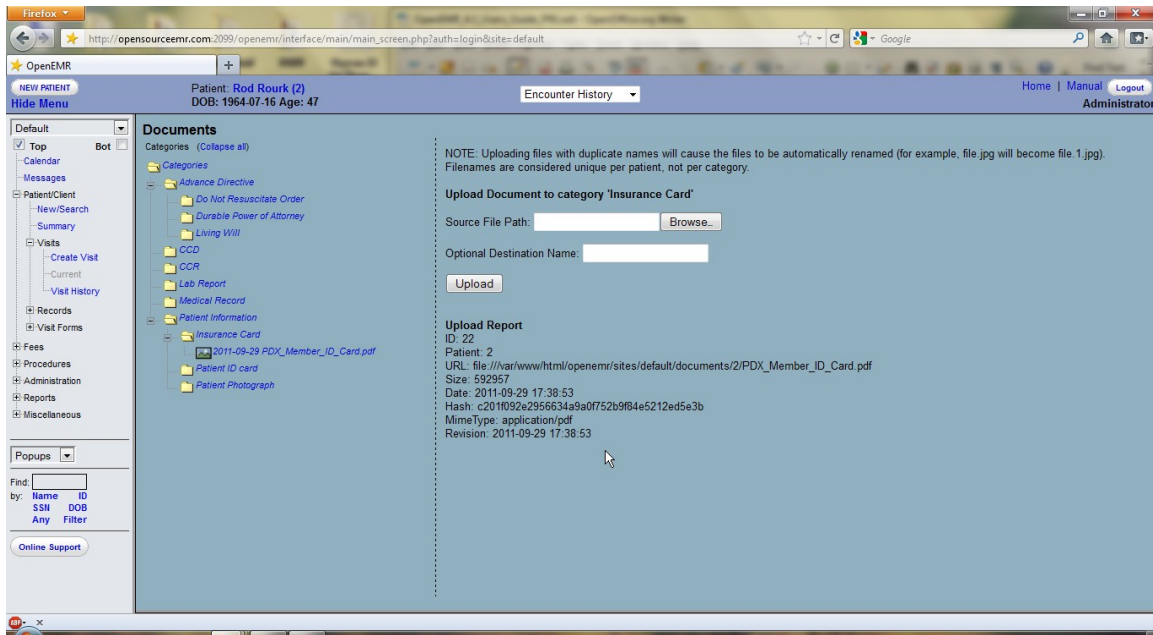 Firefox
http://opensourceemr.com:2099/openemr/interface/main/main_screen.php?auth=login&site=default
Google
OpenEMR
NEW PATIENT
Hide Menu
Patient: Rod Rourk (2)
DOB: 1964-07-16 Age: 47
Encounter History
Home | Manual Logout
Administrator
Default
Top Bot
Calendar
Messages
Patient/Client
New/Search
Summary
Visits
Create Visit
Current
Visit History
Records
Visit Forms
Fees
Procedures
Administration
Reports
Miscellaneous
Popups
Find:
by: Name ID
SSN DOB
Any Filter
Online Support
Documents
Categories (Collapse all)
Categories
Advance Directive
Do Not Resuscitate Order
Durable Power of Attorney
Living Will
CCD
CCR
Lab Report
Medical Record
Patient Information
Insurance Card
2011-09-29 PDX_Member_ID_Card.pdf
Patient ID card
Patient Photograph
NOTE: Uploading files with duplicate names will cause the files to be automatically renamed (for example, file.jpg will become file.1.jpg).
Filenames are considered unique per patient, not per category.
Upload Document to category 'Insurance Card'
Source File Path: Browse..
Optional Destination Name:
Upload
Upload Report
ID: 22
Patient: 2
URL: file:///var/www/html/openemr/sites/default/documents/2/PDX_Member_ID_Card.pdf
Size: 592957
Date: 2011-09-29 17:38:53
Hash: c201f092e2956634a9a0f752b9f84e5212ed5e3b
MimeType: application/pdf
Revision: 2011-09-29 17:38:53
ABP